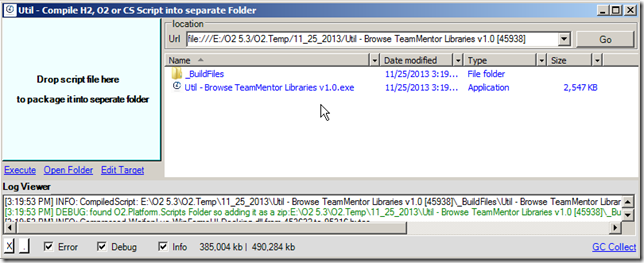 Util - Compile H2, O2 or CS Script into separate Folder
location
Url file:///E:/O2 5.3/O2.Temp/11_25_2013/Util - Browse TeamMentor Libraries v1.0 [45938] Go
Drop script file here
to package it into seperate folder
Name Date modified Type Size
_BuildFiles 11/25/2013 3:19... File folder
Util - Browse TeamMentor Libraries v1.0.exe 11/25/2013 3:19... Application 2,547 KB
Execute Open Folder Edit Target
Log Viewer
[3:19:53 PM] INFO: CompiledScript: E:\O2 5.3\O2.Temp\11_25_2013\Util - Browse TeamMentor Libraries v1.0 [45938]\_BuildFiles\Util - Browse TeamMentor Libraries v1
[3:19:53 PM] DEBUG: found O2.Platform.Scripts Folder so adding it as a zip:E:\O2 5.3\O2.Temp\11_25_2013\Util - Browse TeamMentor Libraries v1.0 [45938]\_Bu
[3:19:53 PM] INFO: Compressed
X . Error Debug Info 385,004 kb | 490,284 kb GC Collect